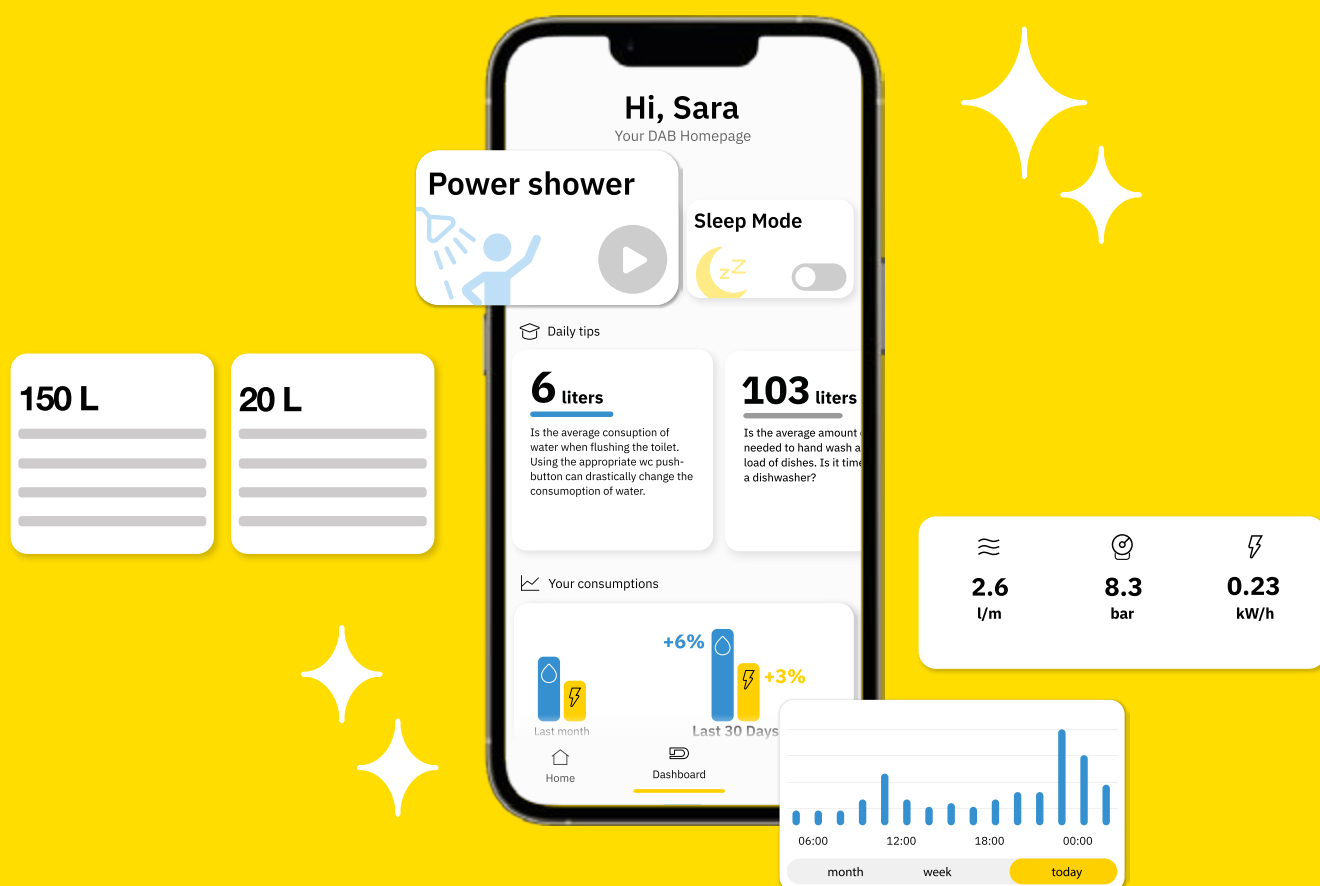 Hi, Sara
Your DAB Homepage
Power shower
Sleep Mode
zZ
Daily tips
150 L
20 L
6 liters
Is the average consuption of
water when flushing the toilet.
Using the appropriate wc push-
button can drastically change the
consumoption of water.
103 liters
Is the average amount
needed to hand wash a
load of dishes. Is it time
a dishwasher?
2.6
l/m
8.3
bar
0.23
kW/h
Your consumptions
+6%
+3%
Last month
Last 30 Days
Home
Dashboard
06:00
12:00
18:00
00:00
month
week
today